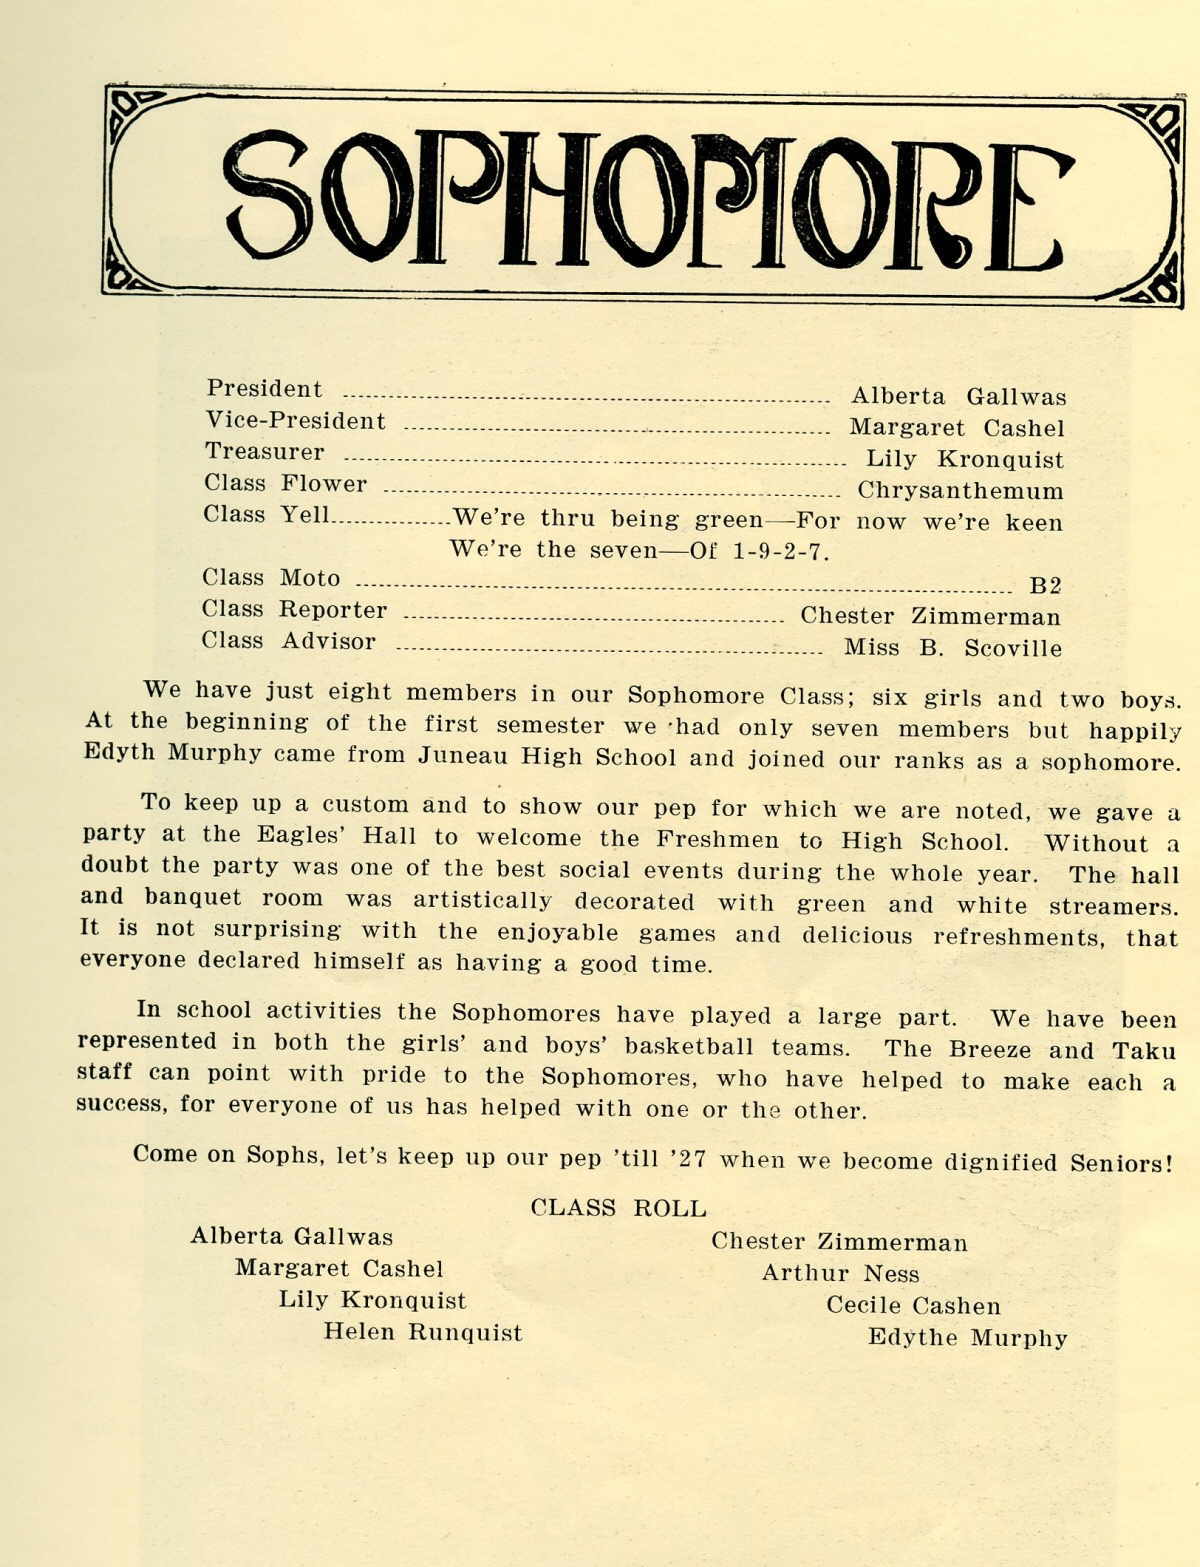 SOPHOMORE
President Alberta Gallwas
Vice-President Margaret Cashel
Treasurer Lily Kronquist
Class Flower Chrysanthemum
Class Yell We're thru being green—For now we're keen
We're the seven—Of 1-9-2-7.
Class Moto B2
Class Reporter Chester Zimmerman
Class Advisor Miss B. Scoville
We have just eight members in our Sophomore Class; six girls and two boys.
At the beginning of the first semester we had only seven members but happily
Edyth Murphy came from Juneau High School and joined our ranks as a sophomore.
To keep up a custom and to show our pep for which we are noted, we gave a
party at the Eagles' Hall to welcome the Freshmen to High School. Without a
doubt the party was one of the best social events during the whole year. The hall
and banquet room was artistically decorated with green and white streamers.
It is not surprising with the enjoyable games and delicious refreshments, that
everyone declared himself as having a good time.
In school activities the Sophomores have played a large part. We have been
represented in both the girls' and boys' basketball teams. The Breeze and Taku
staff can point with pride to the Sophomores, who have helped to make each a
success, for everyone of us has helped with one or the other.
Come on Sophs, let's keep up our pep 'till '27 when we become dignified Seniors!
CLASS ROLL
Alberta Gallwas Chester Zimmerman
Margaret Cashel Arthur Ness
Lily Kronquist Cecile Cashen
Helen Runquist Edythe Murphy